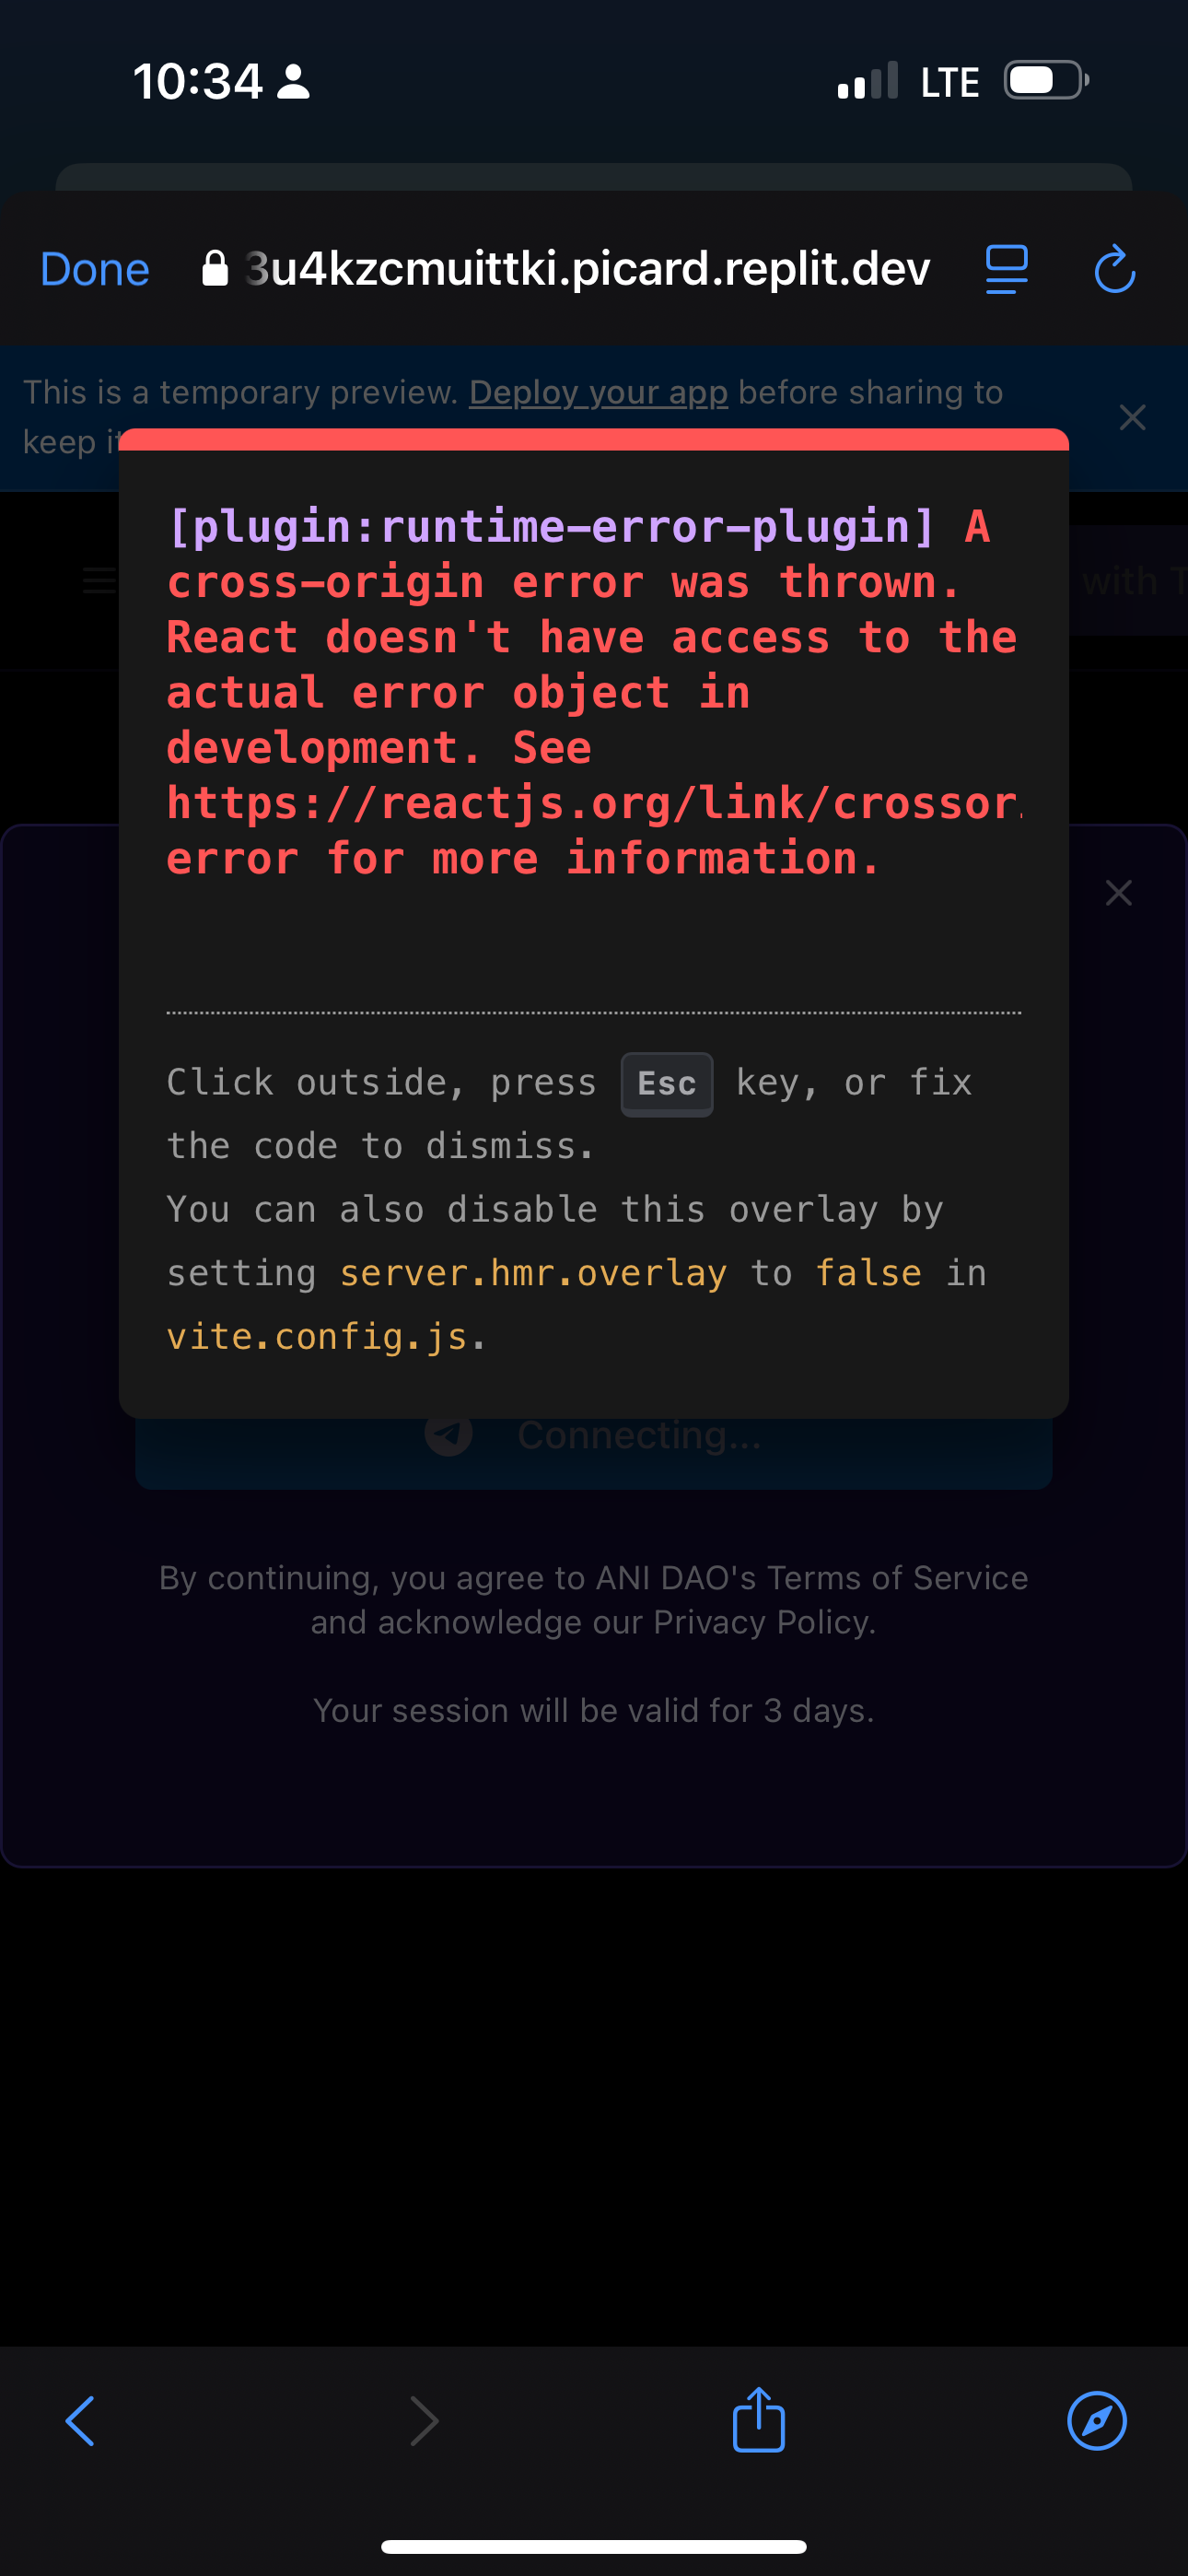 10:34
LTE
Done
3u4kzcmuittki.picard.replit.dev
This is a temporary preview. Deploy your app before sharing to
keep it
with T
[plugin:runtime-error-plugin] A
cross-origin error was thrown.
React doesn't have access to the
actual error object in
development. See
https://reactjs.org/link/crossor
error for more information.
Click outside, press Esc key, or fix
the code to dismiss.
You can also disable this overlay by
setting server.hmr.overlay to false in
vite.config.js.
Connecting...
By continuing, you agree to ANI DAO's Terms of Service
and acknowledge our Privacy Policy.
Your session will be valid for 3 days.